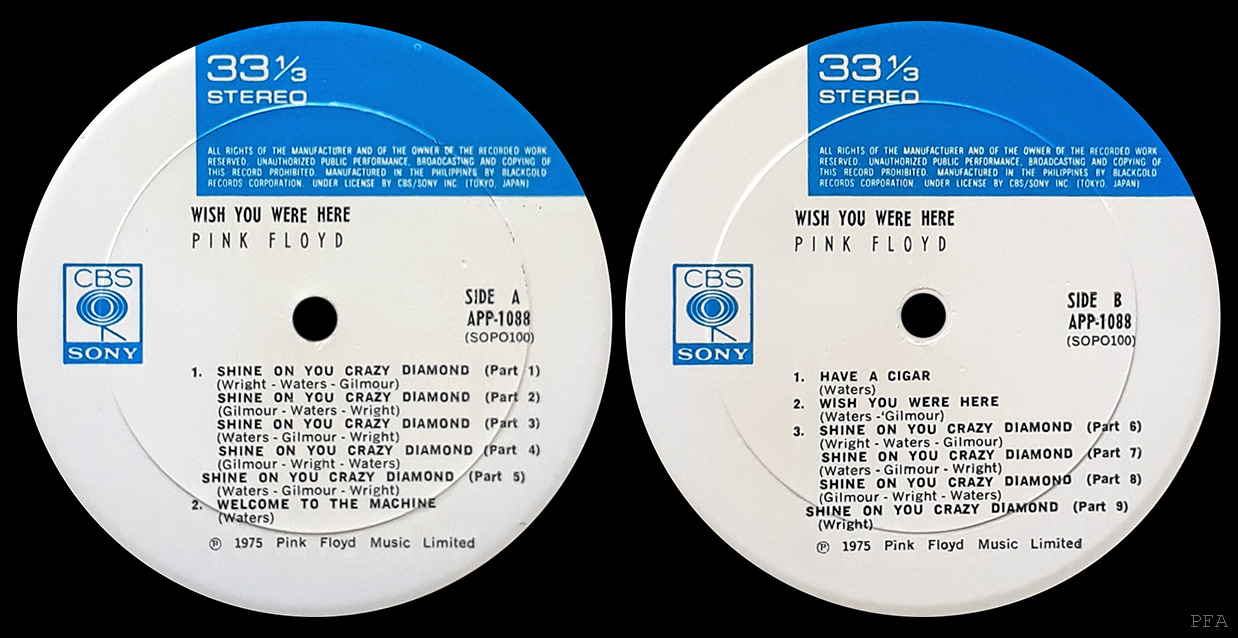 33⅓
STEREO
ALL RIGHTS OF THE MANUFACTURER AND OF THE OWNER OF THE RECORDED WORK
RESERVED. UNAUTHORIZED PUBLIC PERFORMANCE, BROADCASTING AND COPYING OF
THIS RECORD PROHIBITED. MANUFACTURED IN THE PHILIPPINES BY BLACKGOLD
RECORDS CORPORATION. UNDER LICENSE BY CBS/SONY INC. (TOKYO, JAPAN)
WISH YOU WERE HERE
PINK FLOYD
CBS
SONY
SIDE A
APP-1088
(SOPO100)
1. SHINE ON YOU CRAZY DIAMOND (Part 1)
(Wright - Waters - Gilmour)
SHINE ON YOU CRAZY DIAMOND (Part 2)
(Gilmour - Waters - Wright)
SHINE ON YOU CRAZY DIAMOND (Part 3)
(Waters - Gilmour - Wright)
SHINE ON YOU CRAZY DIAMOND (Part 4)
(Gilmour - Wright - Waters)
SHINE ON YOU CRAZY DIAMOND (Part 5)
(Waters - Gilmour - Wright)
2. WELCOME TO THE MACHINE
(Waters)
Ⓟ 1975 Pink Floyd Music Limited
33⅓
STEREO
ALL RIGHTS OF THE MANUFACTURER AND OF THE OWNER OF THE RECORDED WORK
RESERVED. UNAUTHORIZED PUBLIC PERFORMANCE, BROADCASTING AND COPYING OF
THIS RECORD PROHIBITED. MANUFACTURED IN THE PHILIPPINES BY BLACKGOLD
RECORDS CORPORATION. UNDER LICENSE BY CBS/SONY INC. (TOKYO, JAPAN)
WISH YOU WERE HERE
PINK FLOYD
CBS
SONY
SIDE B
APP-1088
(SOPO100)
1. HAVE A CIGAR
(Waters)
2. WISH YOU WERE HERE
(Waters -'Gilmour)
3. SHINE ON YOU CRAZY DIAMOND (Part 6)
(Wright - Waters - Gilmour)
SHINE ON YOU CRAZY DIAMOND (Part 7)
(Waters - Gilmour - Wright)
SHINE ON YOU CRAZY DIAMOND (Part 8)
(Gilmour - Wright - Waters)
SHINE ON YOU CRAZY DIAMOND (Part 9)
(Wright)
Ⓟ 1975 Pink Floyd Music Limited
PFA